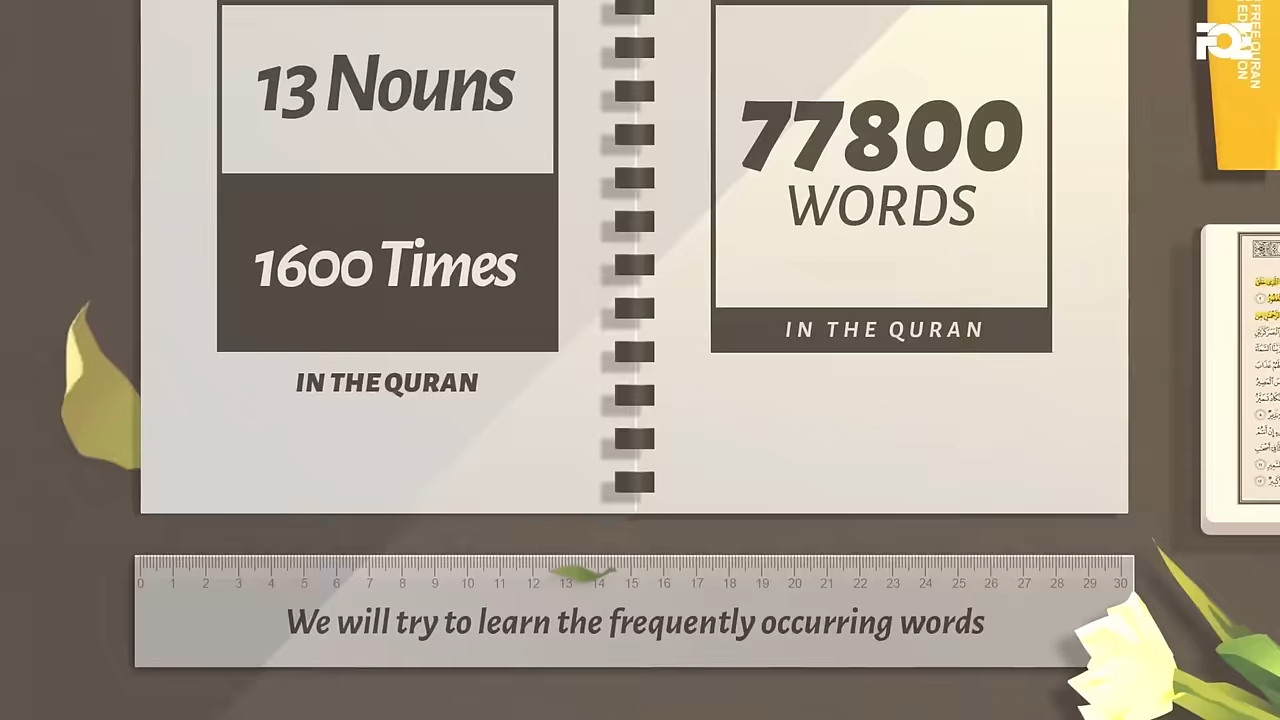 13 Nouns
1600 Times
IN THE QURAN
77800
WORDS
IN THE QURAN
0 1 2 3 4 5 6 7 8 9 10 11 12 13 14 15 16 17 18 19 20 21 22 23 24 25 26 27 28 29 30
We will try to learn the frequently occurring words
FREE QURAN